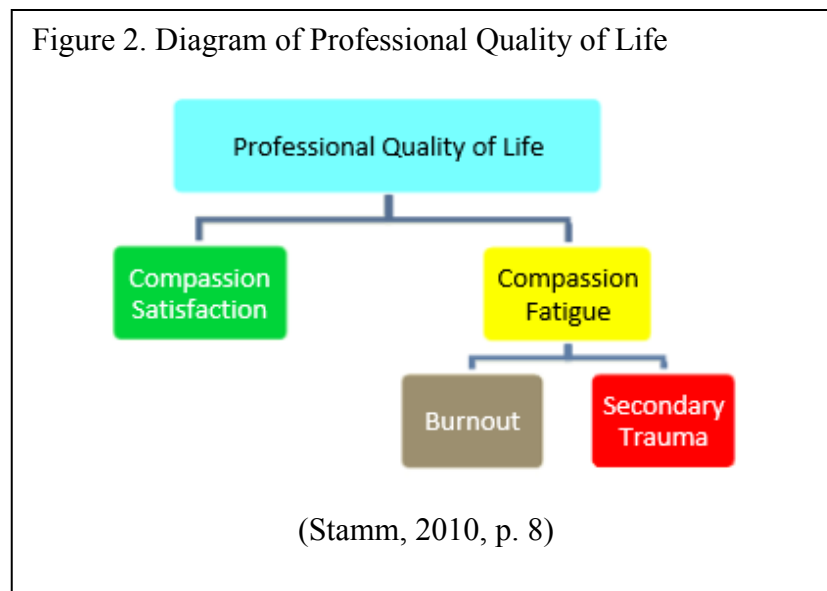 Figure 2. Diagram of Professional Quality of Life
Professional Quality of Life
Compassion
Satisfaction
Compassion
Fatigue
Burnout
Secondary
Trauma
(Stamm, 2010, p. 8)